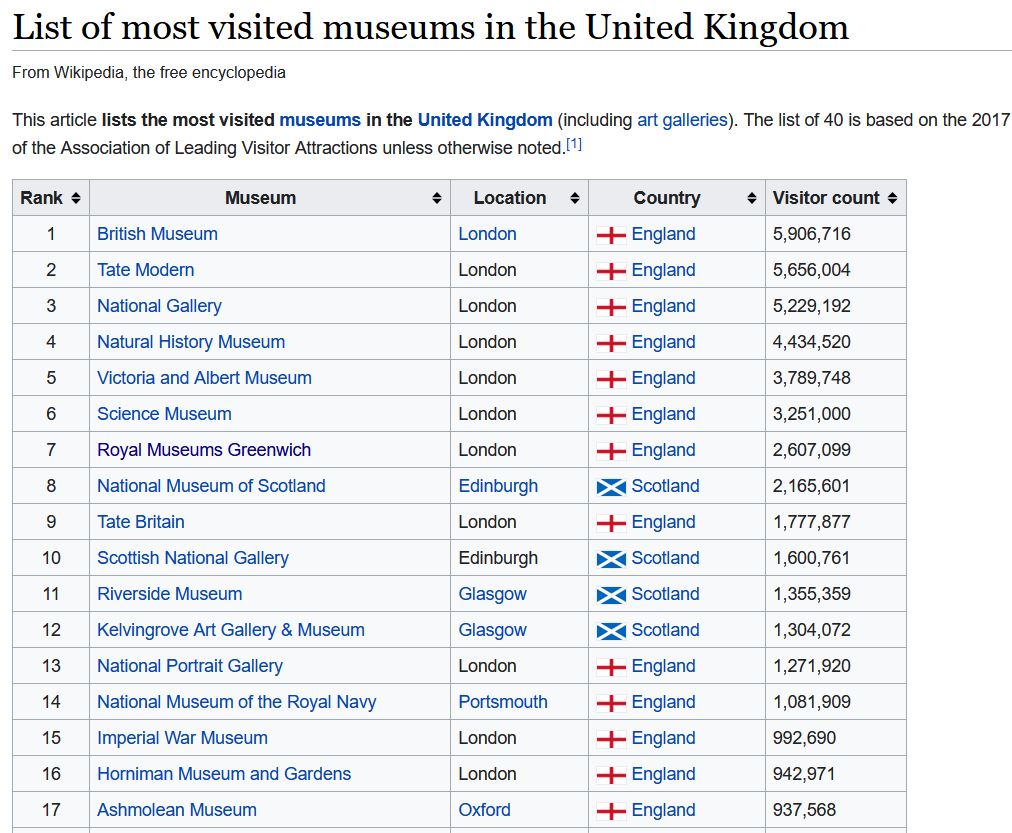 List of most visited museums in the United Kingdom
From Wikipedia, the free encyclopedia
This article lists the most visited museums in the United Kingdom (including art galleries). The list of 40 is based on the 2017
of the Association of Leading Visitor Attractions unless otherwise noted.[1]
Rank Museum Location Country Visitor count
1 British Museum London England 5,906,716
2 Tate Modern London England 5,656,004
3 National Gallery London England 5,229,192
4 Natural History Museum London England 4,434,520
5 Victoria and Albert Museum London England 3,789,748
6 Science Museum London England 3,251,000
7 Royal Museums Greenwich London England 2,607,099
8 National Museum of Scotland Edinburgh Scotland 2,165,601
9 Tate Britain London England 1,777,877
10 Scottish National Gallery Edinburgh Scotland 1,600,761
11 Riverside Museum Glasgow Scotland 1,355,359
12 Kelvingrove Art Gallery & Museum Glasgow Scotland 1,304,072
13 National Portrait Gallery London England 1,271,920
14 National Museum of the Royal Navy Portsmouth England 1,081,909
15 Imperial War Museum London England 992,690
16 Horniman Museum and Gardens London England 942,971
17 Ashmolean Museum Oxford England 937,568